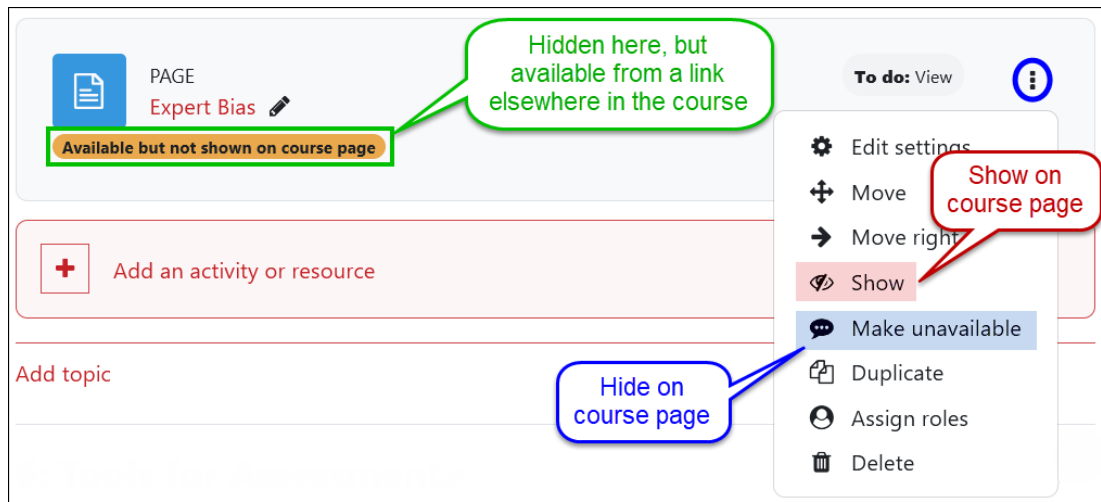 Hidden here, but
available from a link
elsewhere in the course
PAGE
Expert Bias
Available but not shown on course page
To do: View
Edit settings
Move
Show on
course page
Move right
Add an activity or resource
Show
Make unavailable
Add topic
Hide on
course page
Duplicate
Assign roles
Delete